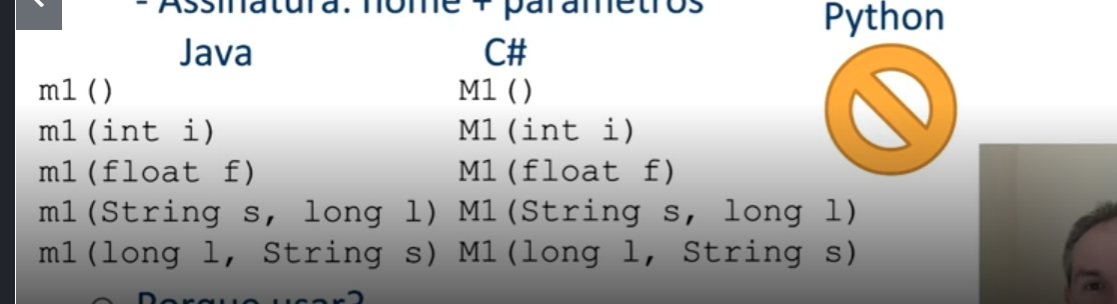 - Assinatura: nome + parâmetros
Python
Java C#
m1() M1()
m1(int i) M1(int i)
m1(float f) M1(float f)
m1(String s, long l) M1(String s, long l)
m1(long l, String s) M1(long l, String s)
Porque usar?